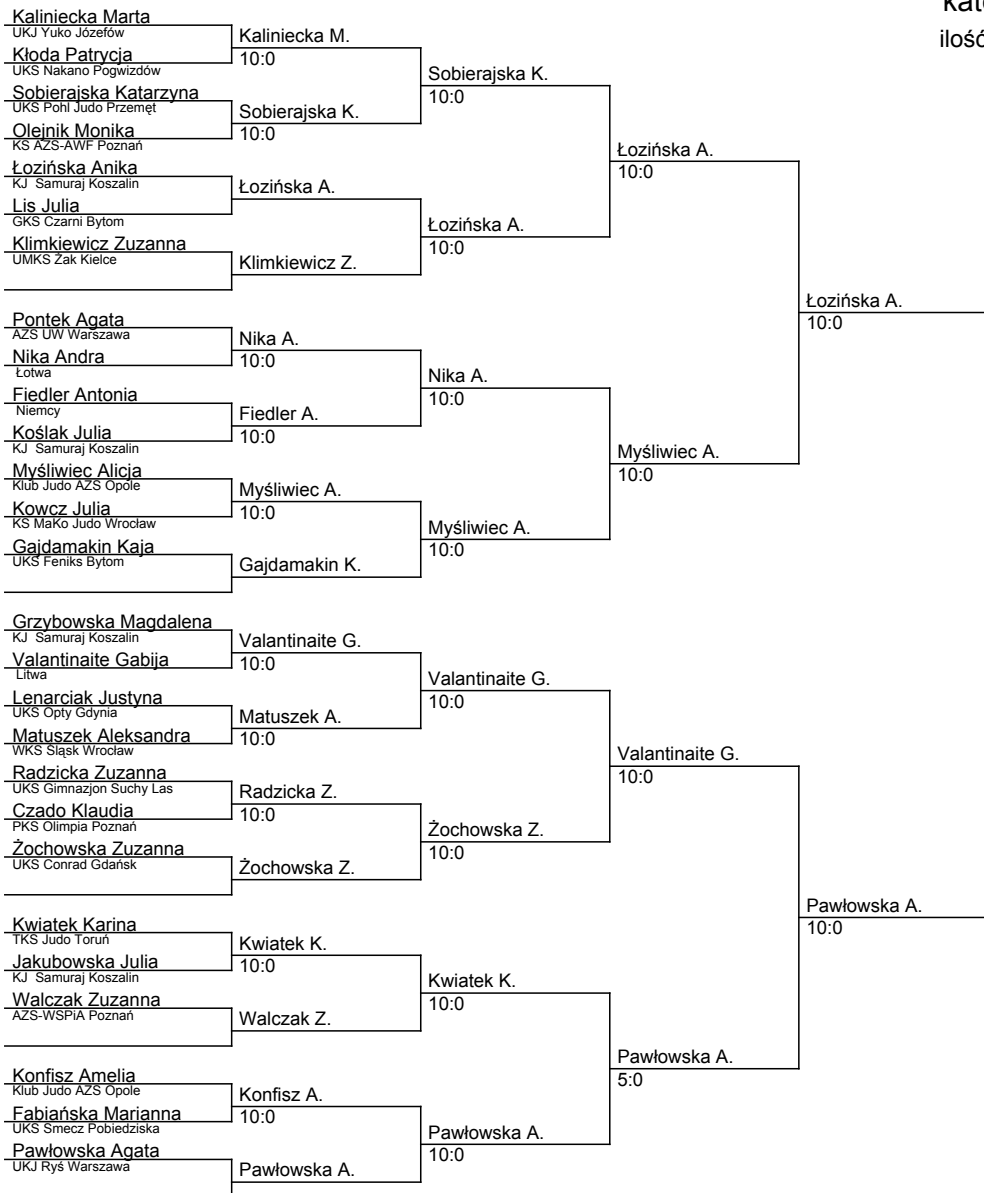 Kaliniecka Marta
UKJ Yuko Józefów
Kłoda Patrycja
UKS Nakano Pogwizdów
Sobierajska Katarzyna
UKS Pohl Judo Przemęt
Olejnik Monika
KS AZS-AWF Poznań
Łozińska Anika
KJ Samuraj Koszalin
Lis Julia
GKS Czarni Bytom
Klimkiewicz Zuzanna
UMKS Żak Kielce
Pontek Agata
AZS UW Warszawa
Nika Andra
Łotwa
Fiedler Antonia
Niemcy
Koślak Julia
KJ Samuraj Koszalin
Myśliwiec Alicja
Klub Judo AZS Opole
Kowcz Julia
KS MaKo Judo Wrocław
Gajdamakin Kaja
UKS Feniks Bytom
Grzybowska Magdalena
KJ Samuraj Koszalin
Valantinaite Gabija
Litwa
Lenarciak Justyna
UKS Opty Gdynia
Matuszek Aleksandra
WKS Śląsk Wrocław
Radzicka Zuzanna
UKS Gimnazjon Suchy Las
Czado Klaudia
PKS Olimpia Poznań
Żochowska Zuzanna
UKS Conrad Gdańsk
Kwiatek Karina
TKS Judo Toruń
Jakubowska Julia
KJ Samuraj Koszalin
Walczak Zuzanna
AZS-WSPiA Poznań
Konfisz Amelia
Klub Judo AZS Opole
Fabiańska Marianna
UKS Smecz Pobiedziska
Pawłowska Agata
UKJ Ryś Warszawa
Kaliniecka M.
10:0
Sobierajska K.
10:0
Łozińska A.
Klimkiewicz Z.
Nika A.
10:0
Fiedler A.
10:0
Myśliwiec A.
10:0
Gajdamakin K.
Valantinaite G.
10:0
Matuszek A.
10:0
Radzicka Z.
10:0
Żochowska Z.
Kwiatek K.
10:0
Walczak Z.
Konfisz A.
10:0
Pawłowska A.
Sobierajska K.
10:0
Łozińska A.
10:0
Nika A.
10:0
Myśliwiec A.
10:0
Valantinaite G.
10:0
Żochowska Z.
10:0
Kwiatek K.
10:0
Pawłowska A.
10:0
Łozińska A.
10:0
Myśliwiec A.
10:0
Valantinaite G.
10:0
Pawłowska A.
5:0
Łozińska A.
10:0
Pawłowska A.
10:0